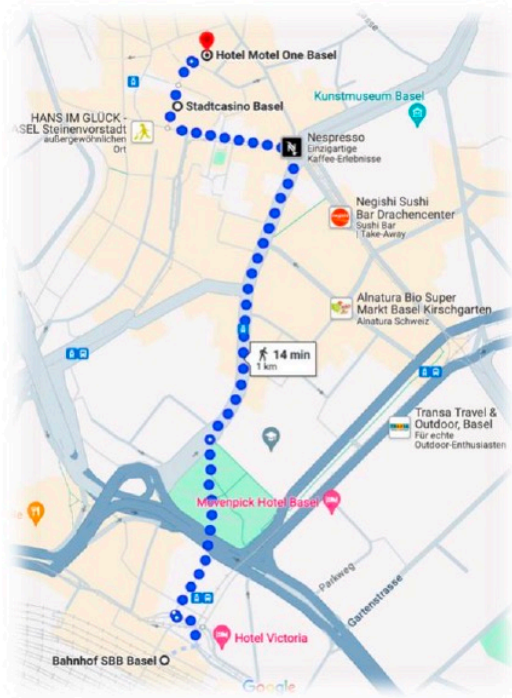 Hotel Motel One Basel
Stadtcasino Basel
Kunstmuseum Basel
HANS IM GLÜCK -
ASEL Steinenvorstadt
außergewöhnlichen
Ort
Nespresso
Einzigartige
Kaffee-Erlebnisse
Negishi Sushi
Bar Drachencenter
Sushi Bar
| Take-Away
Alnatura Bio Super
Markt Basel Kirschgarten
Alnatura Schweiz
14 min
1 km
Transa Travel &
Outdoor, Basel
Für echte
Outdoor-Enthusiasten
Mövenpick Hotel Basel
Parkweg
Gartenstrasse
Hotel Victoria
Bahnhof SBB Basel
Google